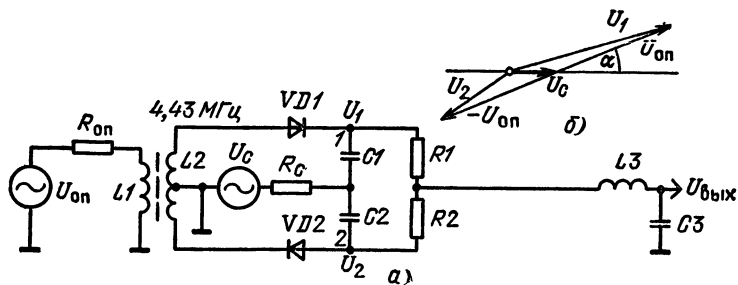 U₁
Ūоп
α
U₂
Uc
-Uоп
б)
4,43 МГц
VD1
U₁
Rоп
1
L2
Uc
Rc
C1
R1
L3
Uоп
L1
Uвых
C2
R2
VD2
2
C3
U₂
а)